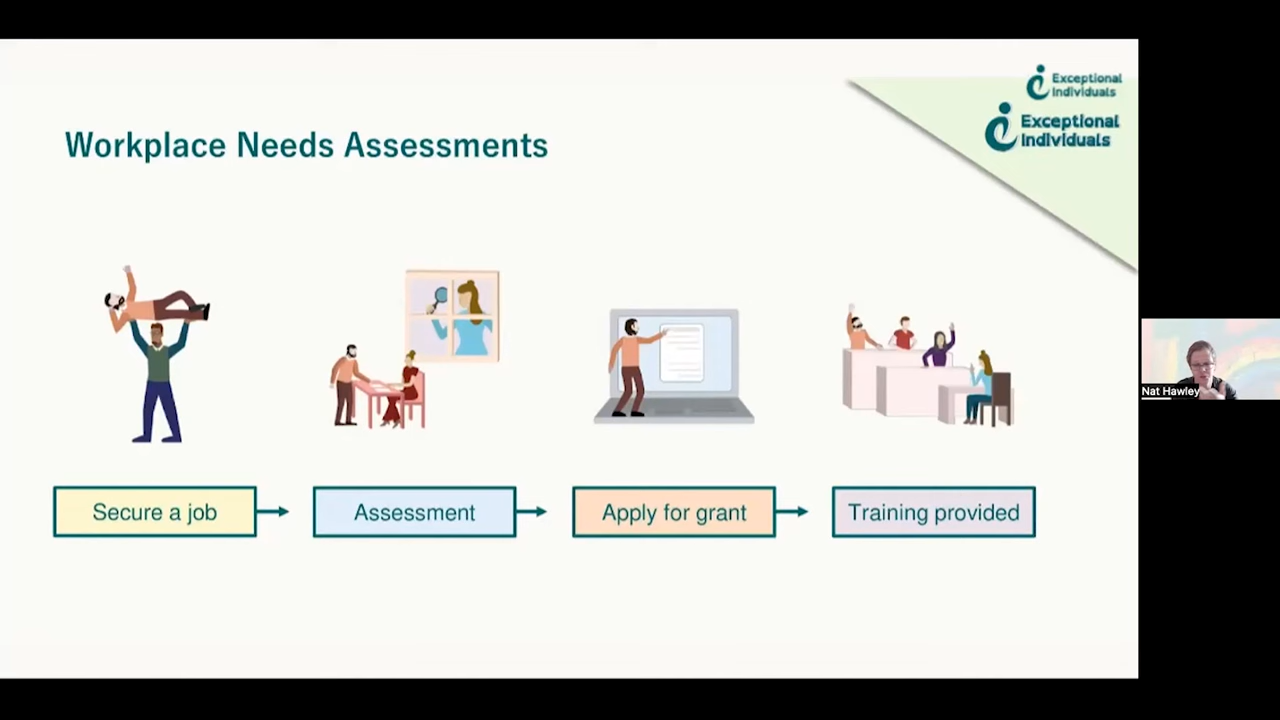 Exceptional
Individuals
Exceptional
Individuals
Workplace Needs Assessments
Secure a job
Assessment
Apply for grant
Training provided
Nat Hawley